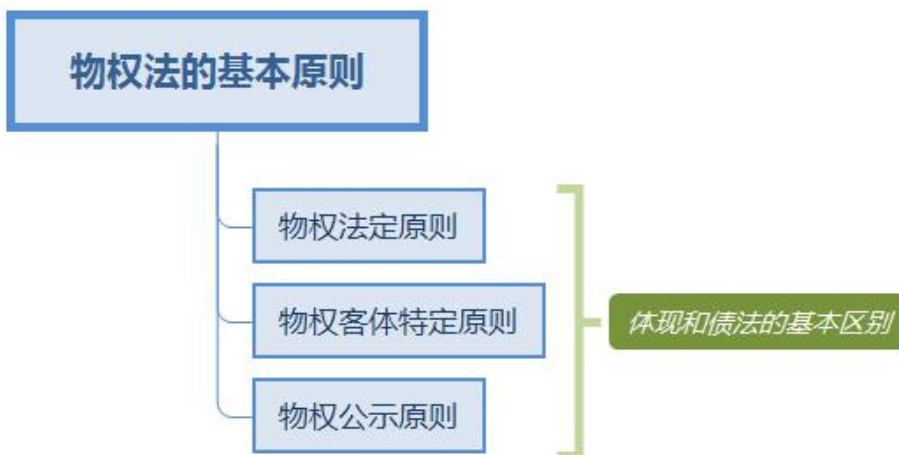 物权法的基本原则
物权法定原则
物权客体特定原则
体现和债法的基本区别
物权公示原则